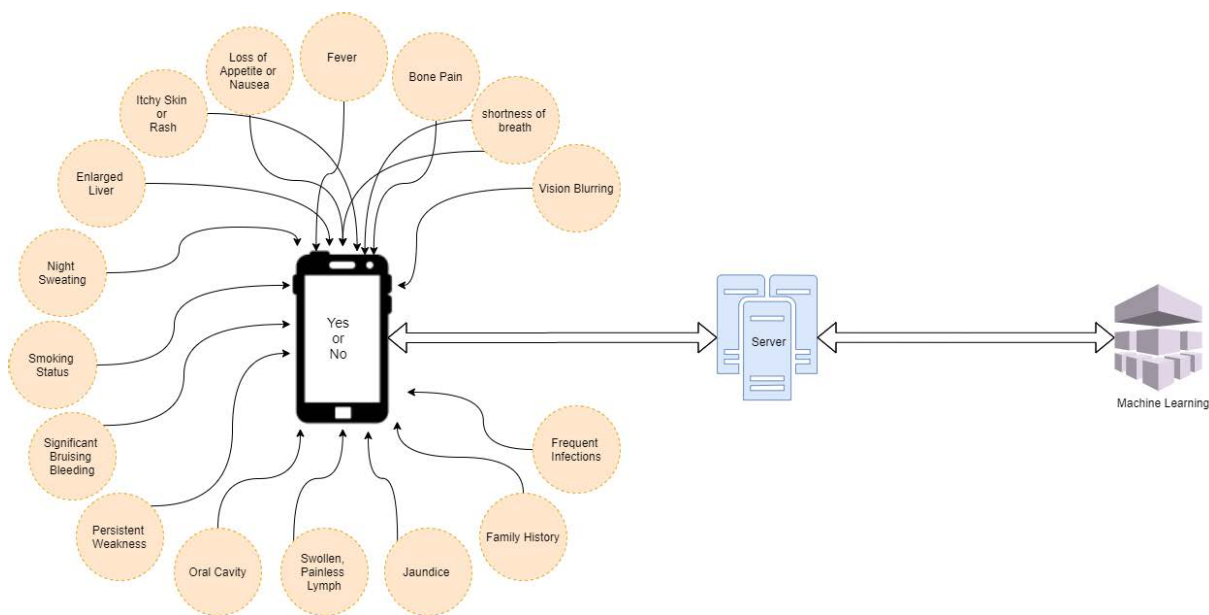 Fever
Loss of
Appetite or
Nausea
Bone Pain
Itchy Skin
or
Rash
shortness of
breath
Enlarged
Liver
Vision Blurring
Night
Sweating
Yes
or
No
Server
Smoking
Status
Machine Learning
Significant
Bruising
Bleeding
Frequent
Infections
Persistent
Weakness
Family History
Oral Cavity
Swollen,
Painless
Lymph
Jaundice